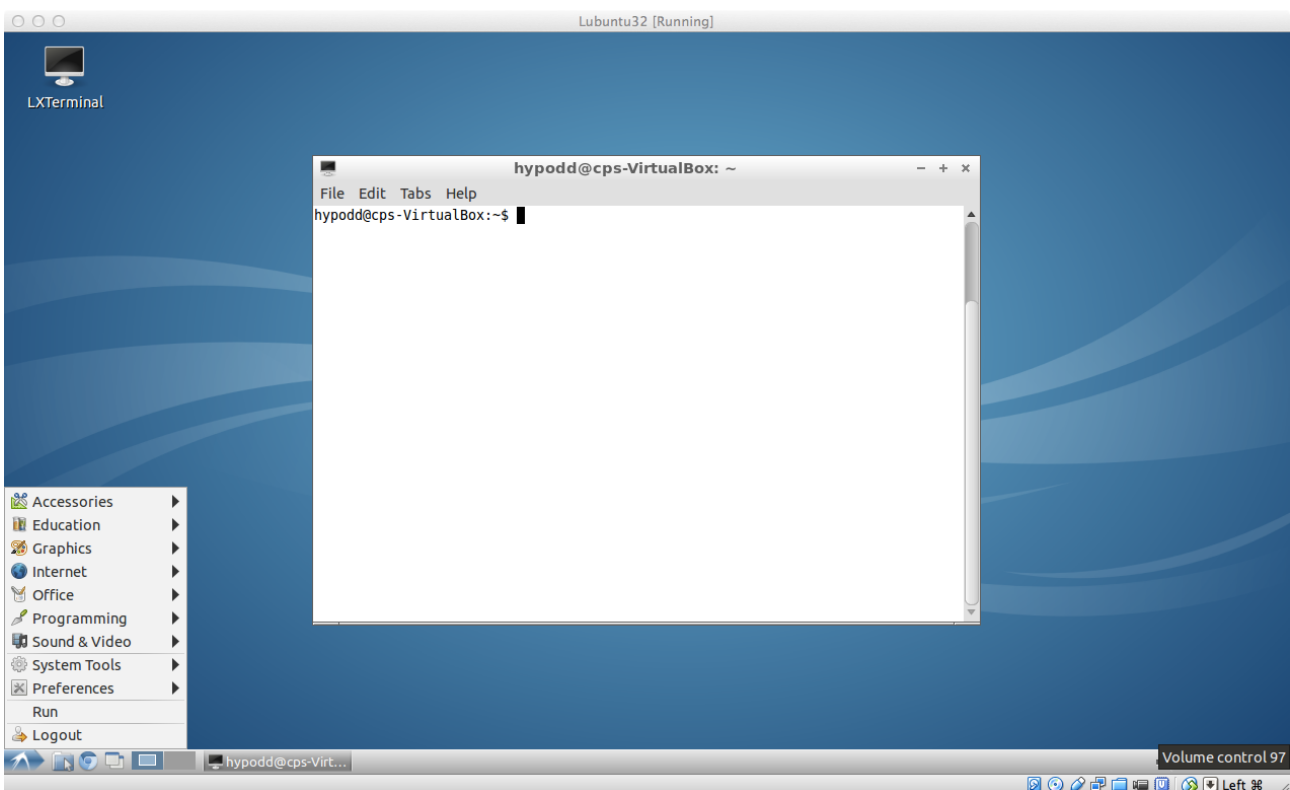 Lubuntu32 [Running]
LXTerminal
hypodd@cps-VirtualBox: ~
File Edit Tabs Help
hypodd@cps-VirtualBox:~$
Accessories
Education
Graphics
Internet
Office
Programming
Sound & Video
System Tools
Preferences
Run
Logout
hypodd@cps-Virt...
Volume control 97
Left ⌘